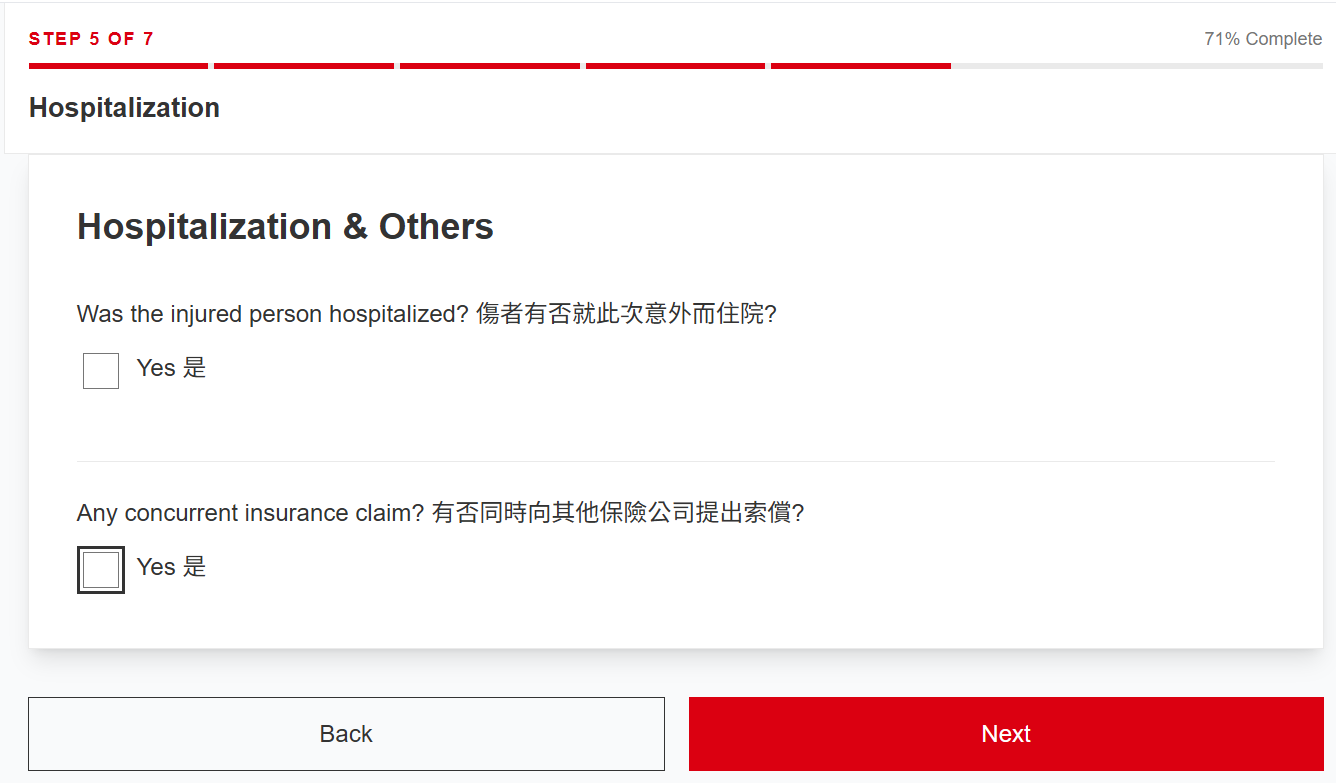 STEP 5 OF 7
71% Complete
Hospitalization
Hospitalization & Others
Was the injured person hospitalized? 傷者有否就此次意外而住院?
Yes 是
Any concurrent insurance claim? 有否同時向其他保險公司提出索償?
Yes 是
Back
Next